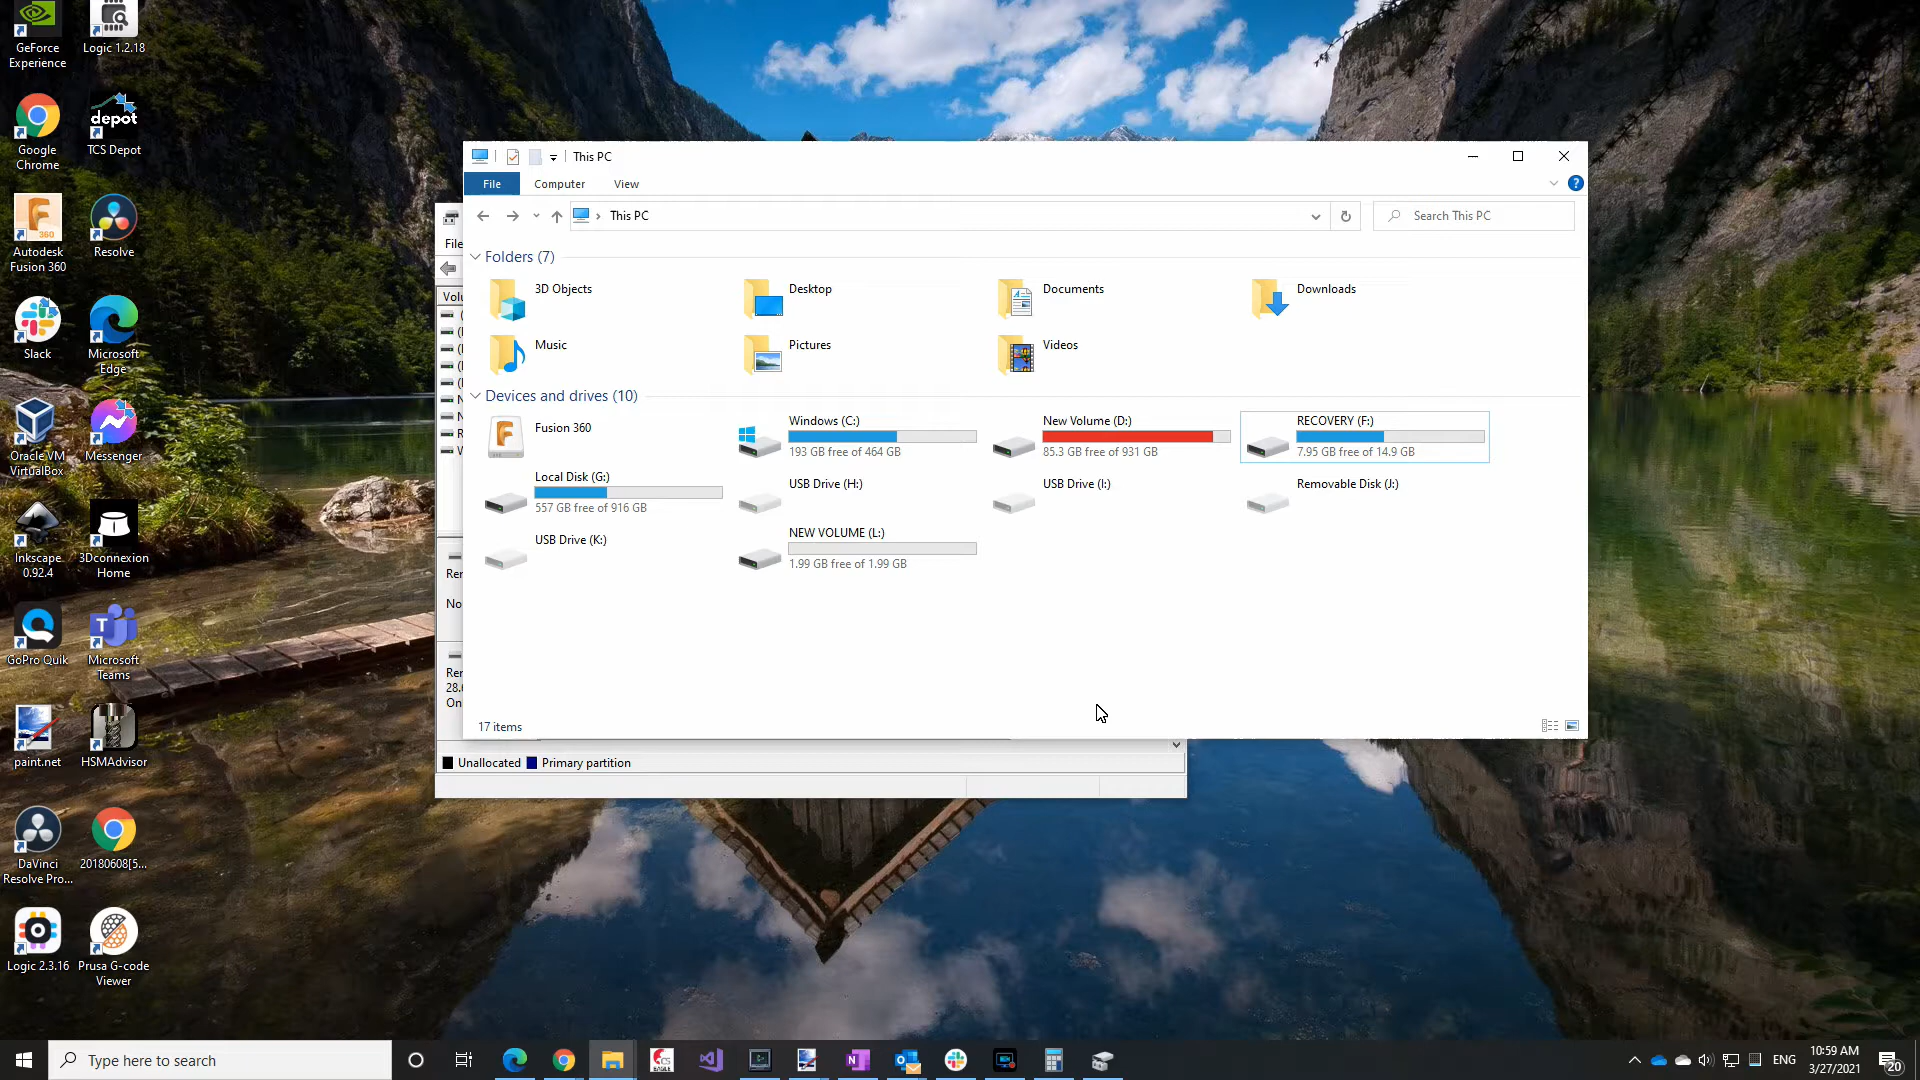 GeForce
Experience
Logic 1.2.18
Google
Chrome
depot
TCS Depot
360
Autodesk
Fusion 360
Resolve
Slack
Microsoft
Edge
Oracle VM
VirtualBox
Messenger
Inkscape
0.92.4
3Dconnexion
Home
GoPro Quik
Microsoft
Teams
paint.net
HSMAdvisor
DaVinci
Resolve Pro...
20180608[5...
Logic 2.3.16
Prusa G-code
Viewer
This PC
File
Computer
View
This PC
Search This PC
Folders (7)
3D Objects
Desktop
Documents
Downloads
Music
Pictures
Videos
Devices and drives (10)
Fusion 360
Windows (C:)
193 GB free of 464 GB
New Volume (D:)
85.3 GB free of 931 GB
RECOVERY (F:)
7.95 GB free of 14.9 GB
Local Disk (G:)
557 GB free of 916 GB
USB Drive (H:)
USB Drive (I:)
Removable Disk (J:)
USB Drive (K:)
NEW VOLUME (L:)
1.99 GB free of 1.99 GB
17 items
File
Unallocated
Primary partition
Type here to search
ENG
10:59 AM
3/27/2021
20